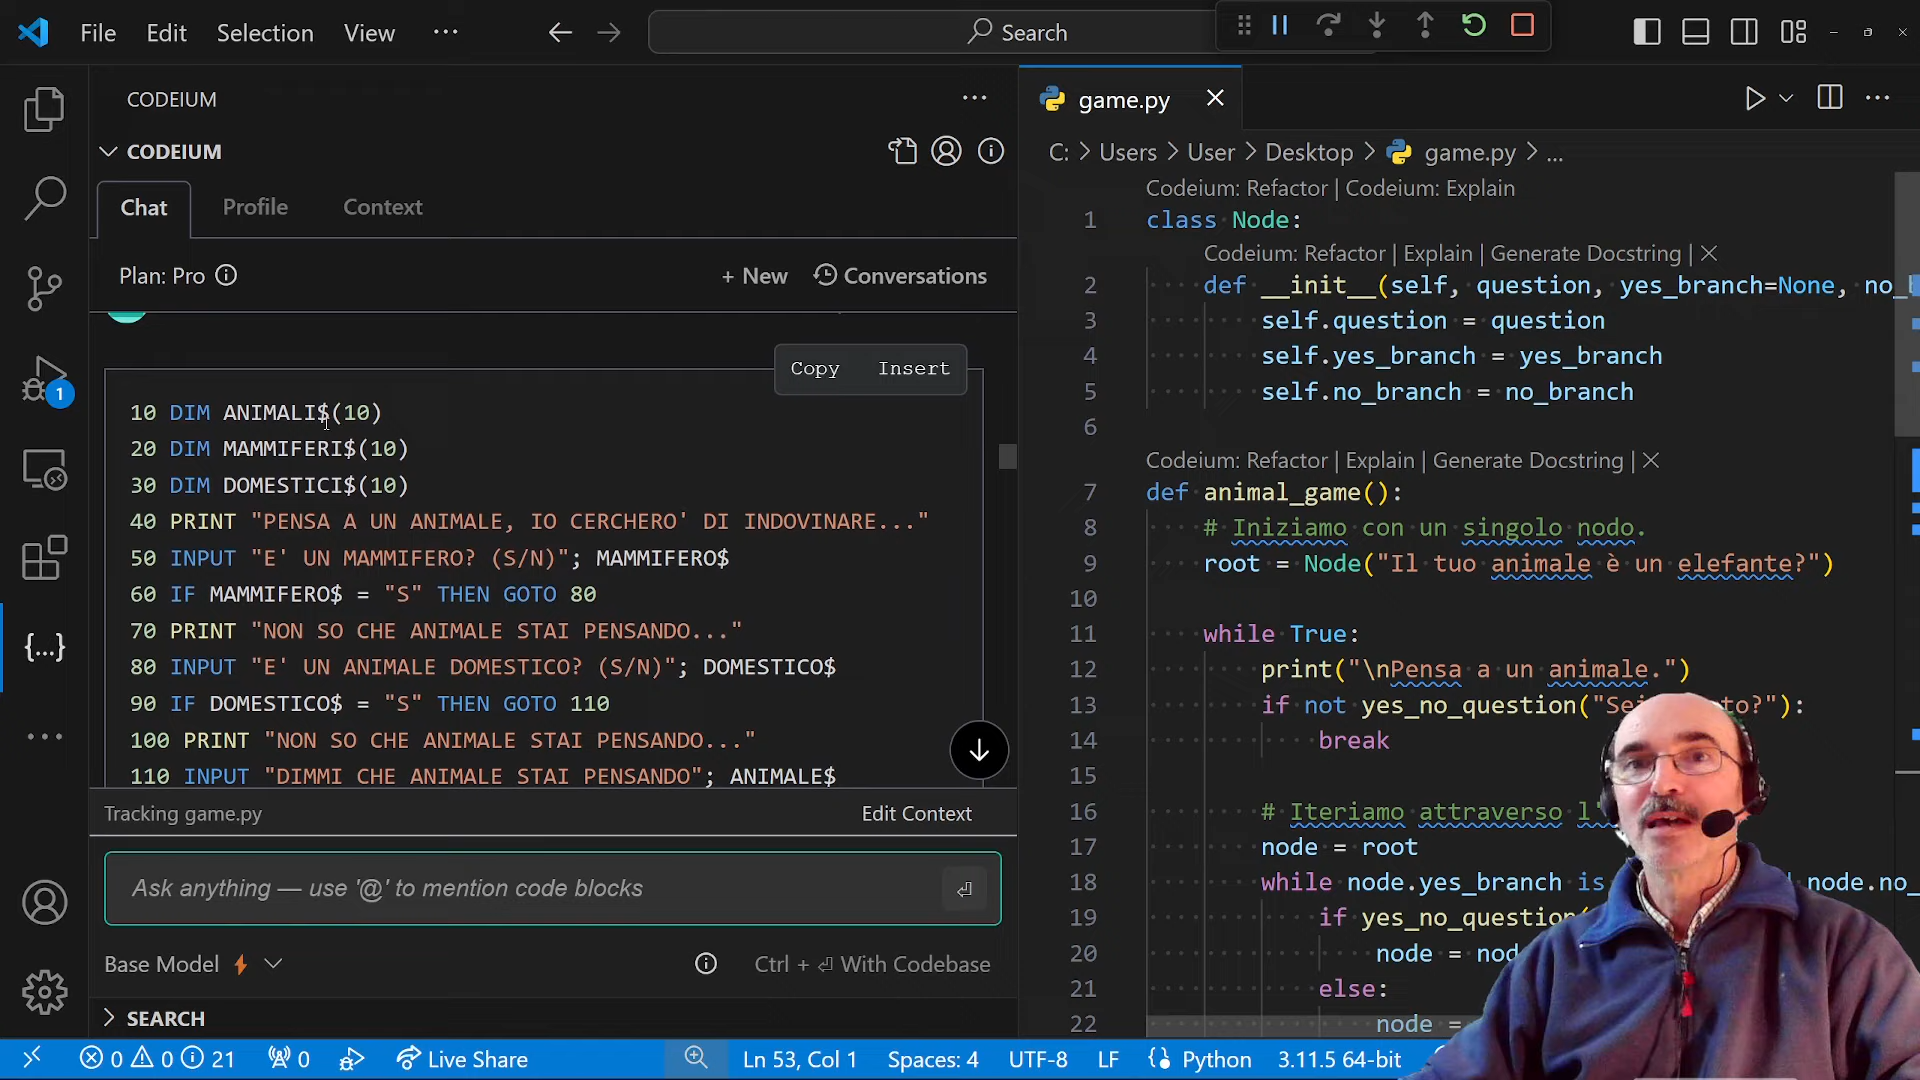 File Edit Selection View ... Search
CODEIUM
CODEIUM
Chat Profile Context
Plan: Pro + New Conversations
Copy Insert
10 DIM ANIMALI$(10)
20 DIM MAMMIFERI$(10)
30 DIM DOMESTICI$(10)
40 PRINT "PENSA A UN ANIMALE, IO CERCHERO' DI INDOVINARE..."
50 INPUT "E' UN MAMMIFERO? (S/N)"; MAMMIFERO$
60 IF MAMMIFERO$ = "S" THEN GOTO 80
70 PRINT "NON SO CHE ANIMALE STAI PENSANDO..."
80 INPUT "E' UN ANIMALE DOMESTICO? (S/N)"; DOMESTICO$
90 IF DOMESTICO$ = "S" THEN GOTO 110
100 PRINT "NON SO CHE ANIMALE STAI PENSANDO..."
110 INPUT "DIMMI CHE ANIMALE STAI PENSANDO"; ANIMALE$
Tracking game.py Edit Context
Ask anything — use '@' to mention code blocks
Base Model Ctrl + ⏎ With Codebase
SEARCH
1
game.py
C: > Users > User > Desktop > game.py > ...
Codeium: Refactor | Codeium: Explain
1 class Node:
Codeium: Refactor | Explain | Generate Docstring | X
2 def __init__(self, question, yes_branch=None, no_b
3 self.question = question
4 self.yes_branch = yes_branch
5 self.no_branch = no_branch
6
Codeium: Refactor | Explain | Generate Docstring | X
7 def animal_game():
8 # Iniziamo con un singolo nodo.
9 root = Node("Il tuo animale è un elefante?")
10
11 while True:
12 print("\nPensa a un animale.")
13 if not yes_no_question("Sei to?"):
14 break
15
16 # Iteriamo attraverso l'
17 node = root
18 while node.yes_branch is node.no_
19 if yes_no_question(
20 node = nod
21 else:
22 node =
0 0 21 0 Live Share Ln 53, Col 1 Spaces: 4 UTF-8 LF Python 3.11.5 64-bit